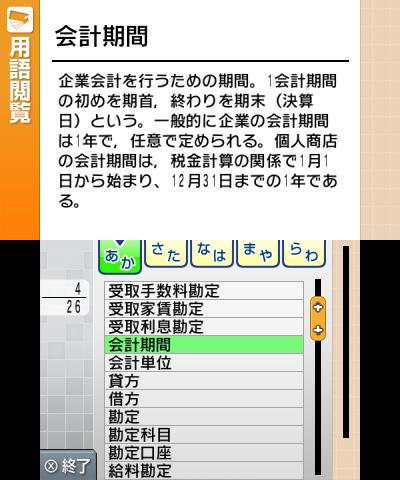 用語閲覧
会計期間
企業会計を行うための期間。1会計期間
の初めを期首，終わりを期末（決算
日）という。一般的に企業の会計期間
は1年で，任意で定められる。個人商店
の会計期間は，税金計算の関係で1月1
日から始まり、12月31日までの1年であ
る。
あか
さた
なは
まや
らわ
4
26
受取手数料勘定
受取家賃勘定
受取利息勘定
会計期間
会計単位
貸方
借方
勘定
勘定科目
勘定口座
給料勘定
Ⓧ終了